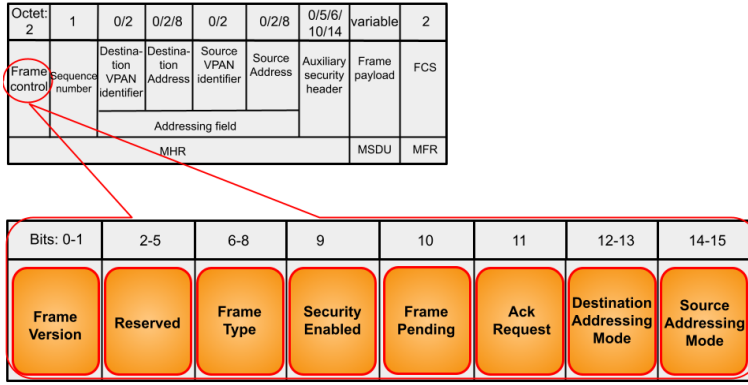 Octet: 2 1 0/2 0/2/8 0/2 0/2/8 0/5/6/10/14 variable 2
Frame control
Sequence number
Destina-
tion
VPAN
identifier
Destina-
tion
Address
Source
VPAN
identifier
Source
Address
Auxiliary
security
header
Frame
payload
FCS
Addressing field
MHR MSDU MFR
Bits: 0-1 2-5 6-8 9 10 11 12-13 14-15
Frame
Version
Reserved
Frame
Type
Security
Enabled
Frame
Pending
Ack
Request
Destination
Addressing
Mode
Source
Addressing
Mode